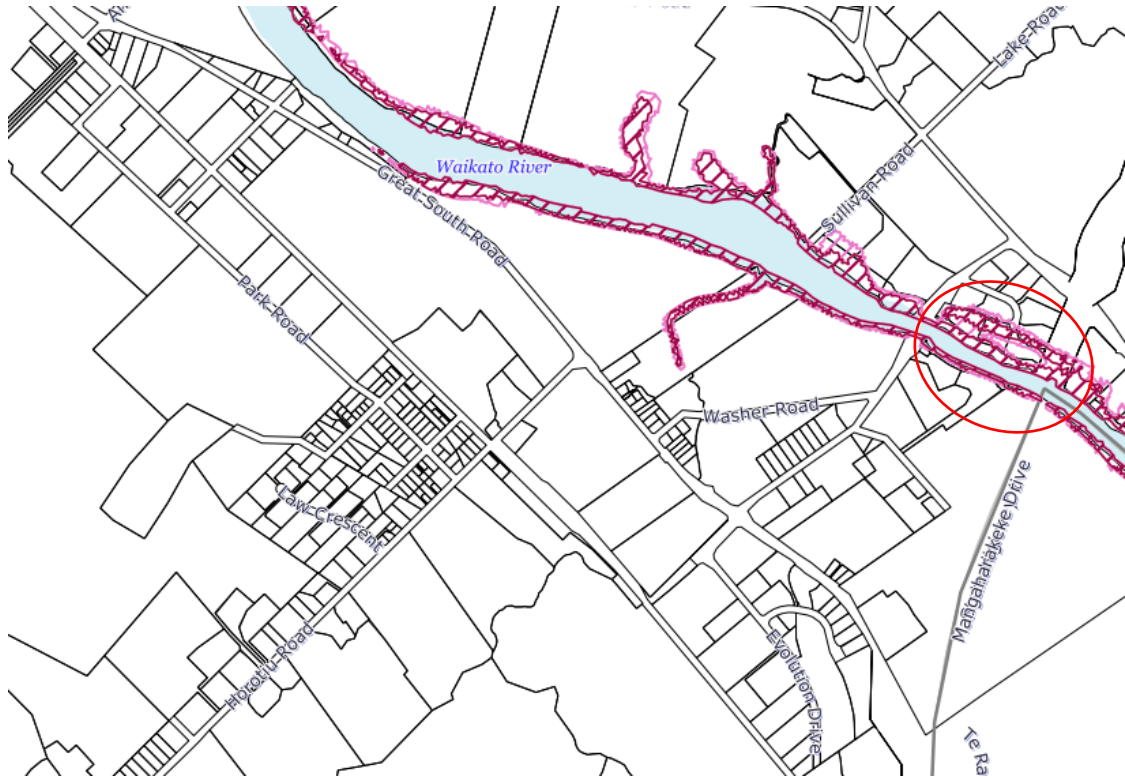 Lake-Road
Waikato River
Great-South-Road
Sullivan-Road
Park-Road
Washer Road
Law-Crescent
Mangaharakeke Drive
Horotiu-Road
Evolution-Drive
Te Ra